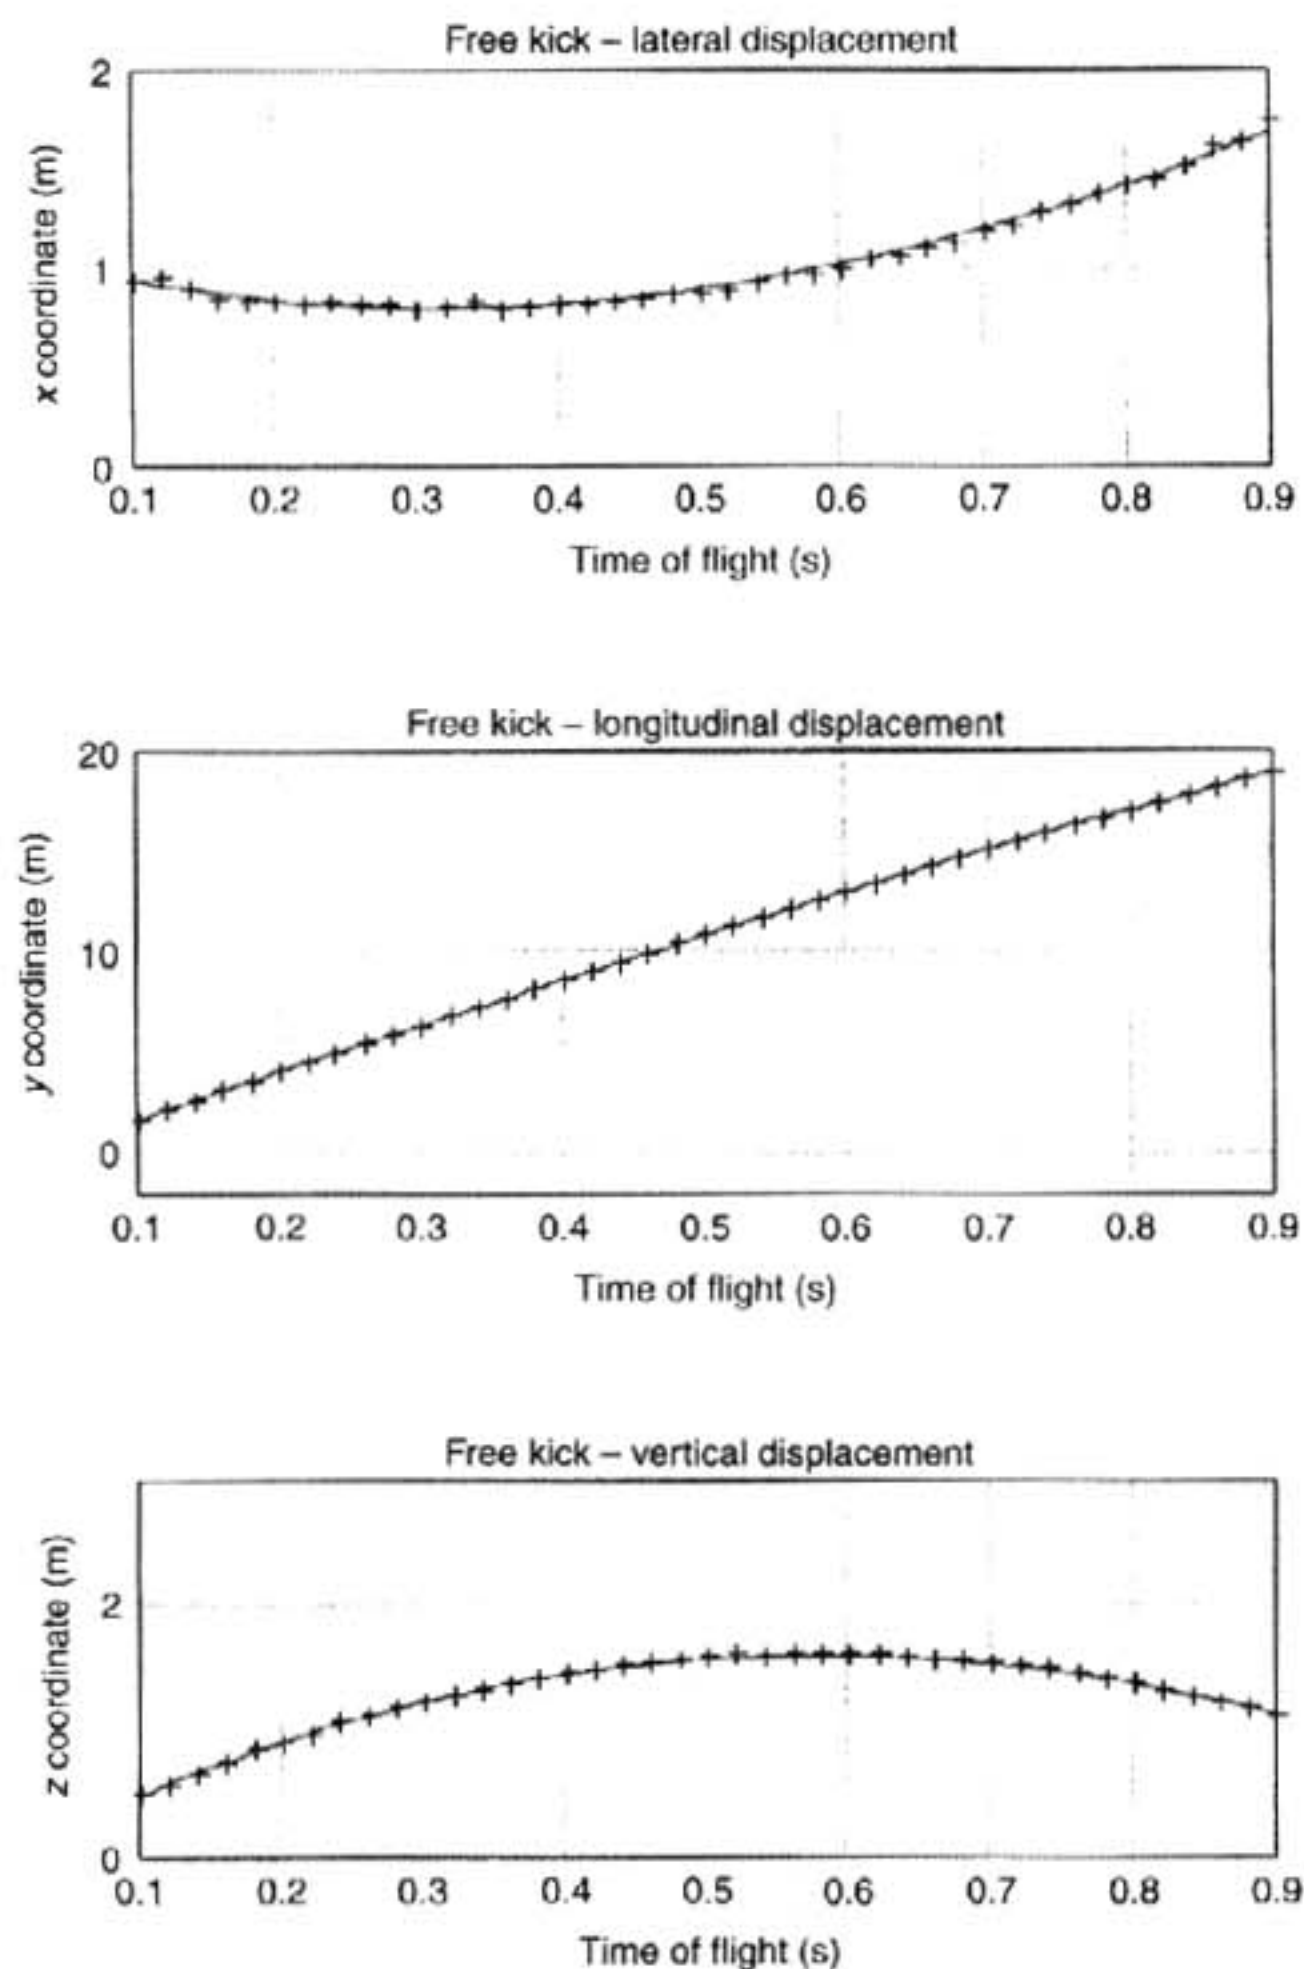 Free kick – lateral displacement
2
1
0
x coordinate (m)
0.1 0.2 0.3 0.4 0.5 0.6 0.7 0.8 0.9
Time of flight (s)
Free kick – longitudinal displacement
20
10
0
y coordinate (m)
0.1 0.2 0.3 0.4 0.5 0.6 0.7 0.8 0.9
Time of flight (s)
Free kick – vertical displacement
2
0
z coordinate (m)
0.1 0.2 0.3 0.4 0.5 0.6 0.7 0.8 0.9
Time of flight (s)